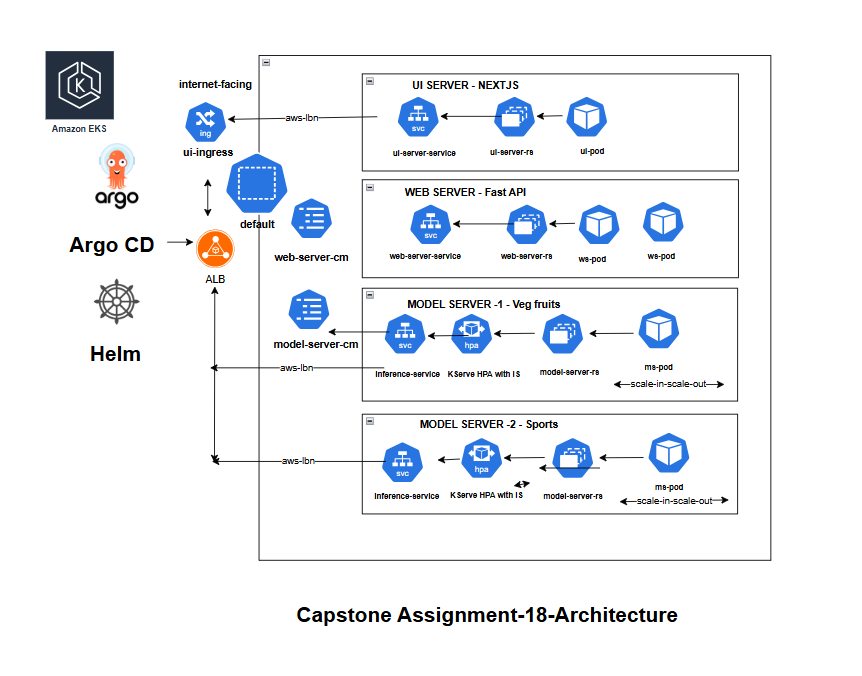 Amazon EKS
argo
Argo CD
Helm
internet-facing
ing
ui-ingress
default
ALB
web-server-cm
model-server-cm
aws-lbn
aws-lbn
aws-lbn
UI SERVER - NEXTJS
svc
ui-server-service
ui-server-rs
ui-pod
WEB SERVER - Fast API
svc
web-server-service
web-server-rs
ws-pod
ws-pod
MODEL SERVER -1 - Veg fruits
svc
hpa
inference-service
KServe HPA with IS
model-server-rs
ms-pod
scale-in-scale-out
MODEL SERVER -2 - Sports
svc
hpa
inference-service
KServe HPA with IS
model-server-rs
ms-pod
scale-in-scale-out
Capstone Assignment-18-Architecture